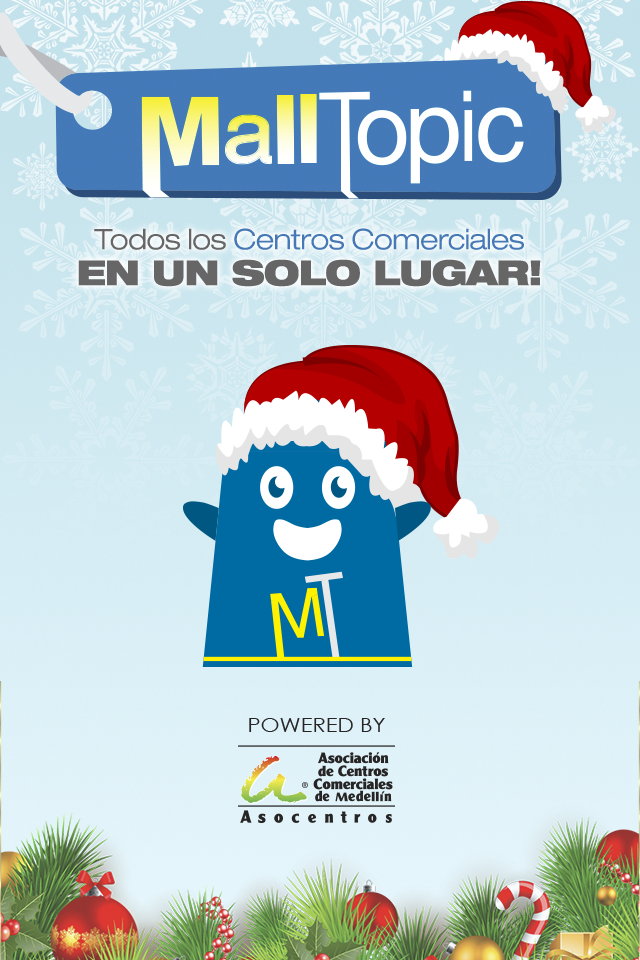 MallTopic
Todos los Centros Comerciales
EN UN SOLO LUGAR!
MT
POWERED BY
Asociación
de Centros
® Comerciales
de Medellín
Asocentros